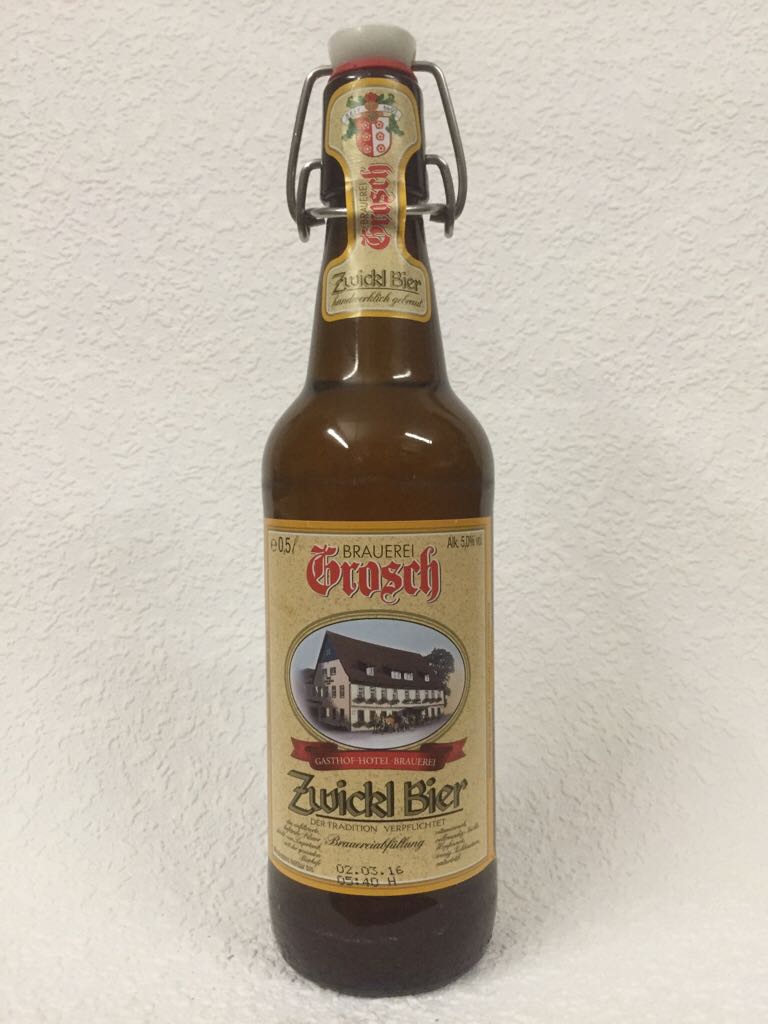 BRAUEREI
Grosch
Zwickl Bier
handwerklich gebraut
℮ 0,5 l
Alk. 5,0% vol
BRAUEREI
Grosch
GASTHOF-HOTEL-BRAUEREI
Zwickl Bier
DER TRADITION VERPFLICHTET
Brauereiabfüllung
02.03.16
05:40 H